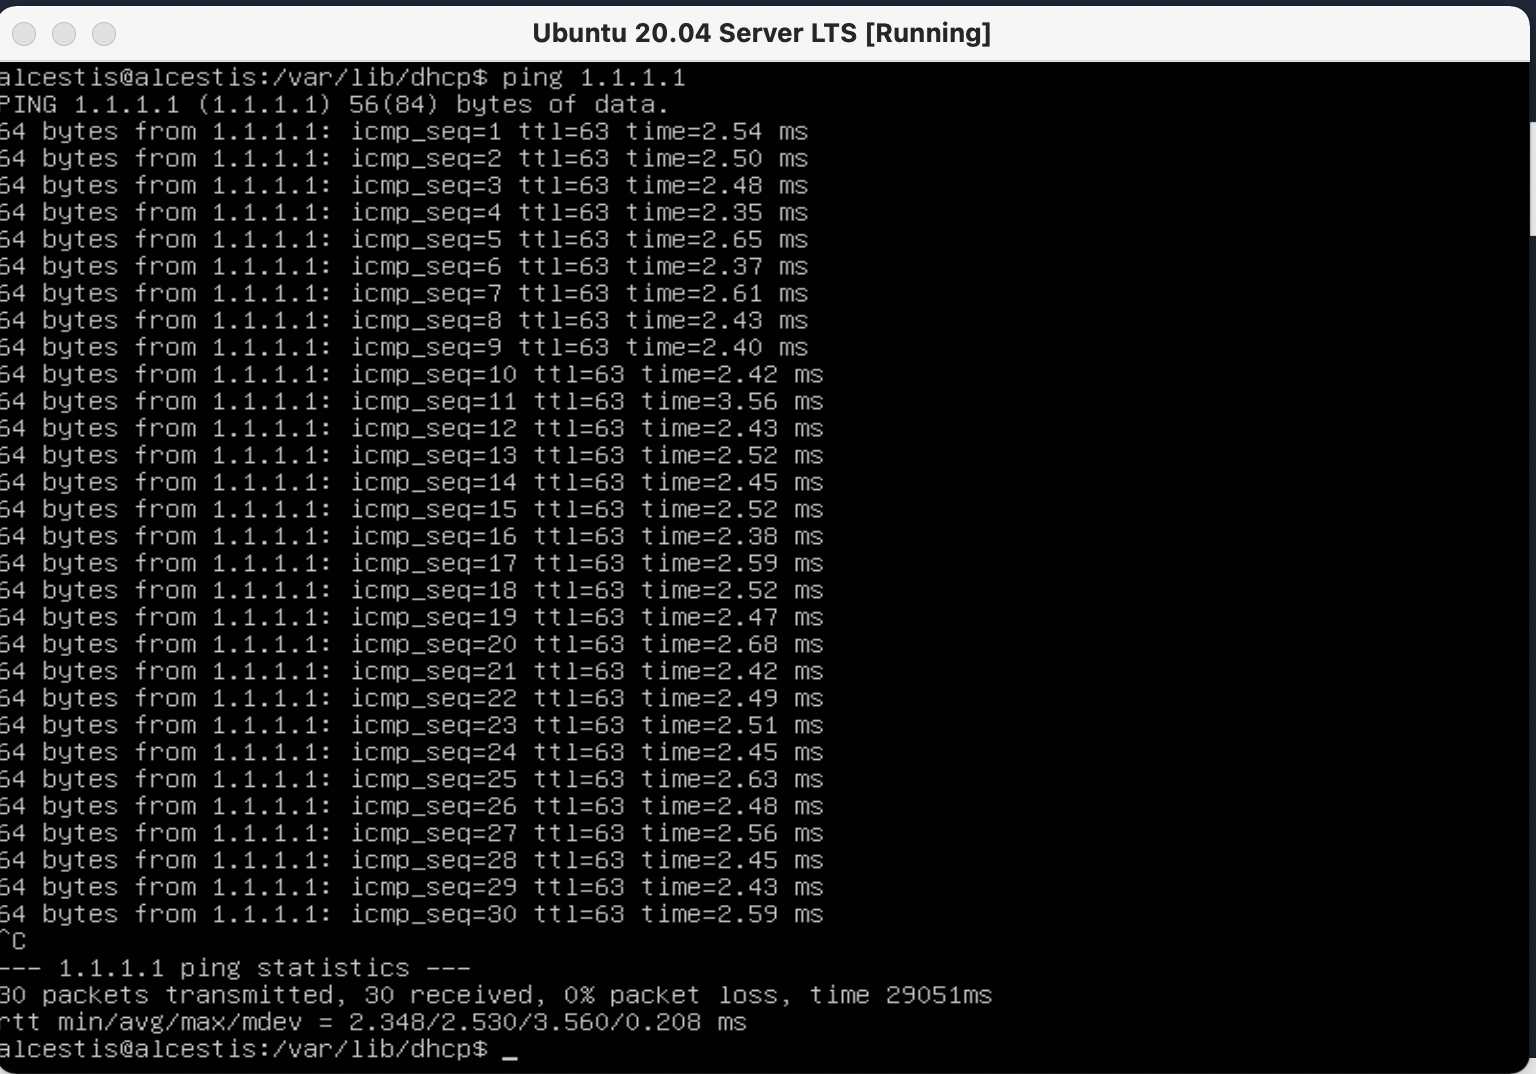 Ubuntu 20.04 Server LTS [Running]
alcestis@alcestis:/var/lib/dhcp$ ping 1.1.1.1
PING 1.1.1.1 (1.1.1.1) 56(84) bytes of data.
64 bytes from 1.1.1.1: icmp_seq=1 ttl=63 time=2.54 ms
64 bytes from 1.1.1.1: icmp_seq=2 ttl=63 time=2.50 ms
64 bytes from 1.1.1.1: icmp_seq=3 ttl=63 time=2.48 ms
64 bytes from 1.1.1.1: icmp_seq=4 ttl=63 time=2.35 ms
64 bytes from 1.1.1.1: icmp_seq=5 ttl=63 time=2.65 ms
64 bytes from 1.1.1.1: icmp_seq=6 ttl=63 time=2.37 ms
64 bytes from 1.1.1.1: icmp_seq=7 ttl=63 time=2.61 ms
64 bytes from 1.1.1.1: icmp_seq=8 ttl=63 time=2.43 ms
64 bytes from 1.1.1.1: icmp_seq=9 ttl=63 time=2.40 ms
64 bytes from 1.1.1.1: icmp_seq=10 ttl=63 time=2.42 ms
64 bytes from 1.1.1.1: icmp_seq=11 ttl=63 time=3.56 ms
64 bytes from 1.1.1.1: icmp_seq=12 ttl=63 time=2.43 ms
64 bytes from 1.1.1.1: icmp_seq=13 ttl=63 time=2.52 ms
64 bytes from 1.1.1.1: icmp_seq=14 ttl=63 time=2.45 ms
64 bytes from 1.1.1.1: icmp_seq=15 ttl=63 time=2.52 ms
64 bytes from 1.1.1.1: icmp_seq=16 ttl=63 time=2.38 ms
64 bytes from 1.1.1.1: icmp_seq=17 ttl=63 time=2.59 ms
64 bytes from 1.1.1.1: icmp_seq=18 ttl=63 time=2.52 ms
64 bytes from 1.1.1.1: icmp_seq=19 ttl=63 time=2.47 ms
64 bytes from 1.1.1.1: icmp_seq=20 ttl=63 time=2.68 ms
64 bytes from 1.1.1.1: icmp_seq=21 ttl=63 time=2.42 ms
64 bytes from 1.1.1.1: icmp_seq=22 ttl=63 time=2.49 ms
64 bytes from 1.1.1.1: icmp_seq=23 ttl=63 time=2.51 ms
64 bytes from 1.1.1.1: icmp_seq=24 ttl=63 time=2.45 ms
64 bytes from 1.1.1.1: icmp_seq=25 ttl=63 time=2.63 ms
64 bytes from 1.1.1.1: icmp_seq=26 ttl=63 time=2.48 ms
64 bytes from 1.1.1.1: icmp_seq=27 ttl=63 time=2.56 ms
64 bytes from 1.1.1.1: icmp_seq=28 ttl=63 time=2.45 ms
64 bytes from 1.1.1.1: icmp_seq=29 ttl=63 time=2.43 ms
64 bytes from 1.1.1.1: icmp_seq=30 ttl=63 time=2.59 ms
^C
--- 1.1.1.1 ping statistics ---
30 packets transmitted, 30 received, 0% packet loss, time 29051ms
rtt min/avg/max/mdev = 2.348/2.530/3.560/0.208 ms
alcestis@alcestis:/var/lib/dhcp$ _